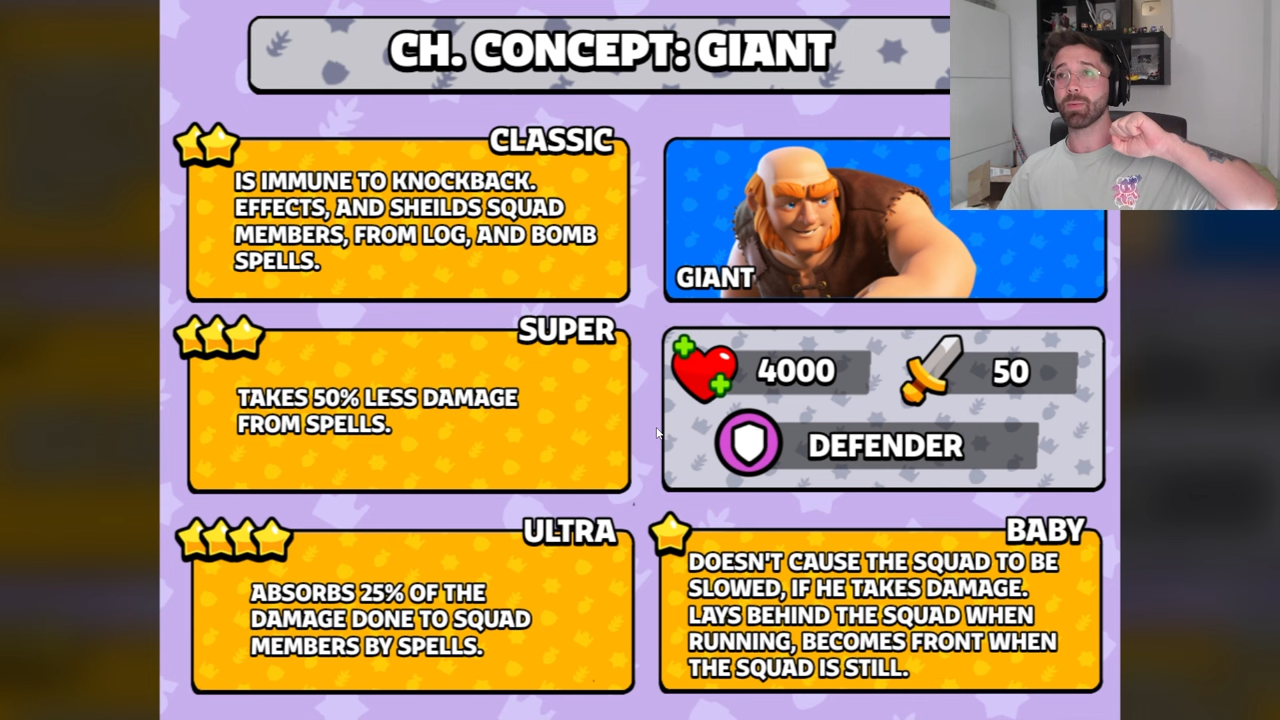 CH. CONCEPT: GIANT
CLASSIC
IS IMMUNE TO KNOCKBACK.
EFFECTS, AND SHEILDS SQUAD
MEMBERS, FROM LOG, AND BOMB
SPELLS.
GIANT
SUPER
TAKES 50% LESS DAMAGE
FROM SPELLS.
4000
50
DEFENDER
ULTRA
ABSORBS 25% OF THE
DAMAGE DONE TO SQUAD
MEMBERS BY SPELLS.
BABY
DOESN'T CAUSE THE SQUAD TO BE
SLOWED, IF HE TAKES DAMAGE.
LAYS BEHIND THE SQUAD WHEN
RUNNING, BECOMES FRONT WHEN
THE SQUAD IS STILL.